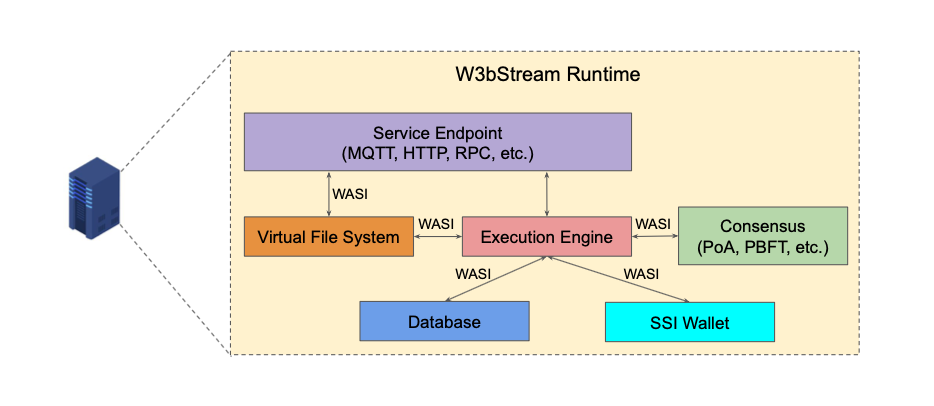 W3bStream Runtime
Service Endpoint
(MQTT, HTTP, RPC, etc.)
WASI
Virtual File System
WASI
Execution Engine
WASI
Consensus
(PoA, PBFT, etc.)
WASI
WASI
Database
SSI Wallet